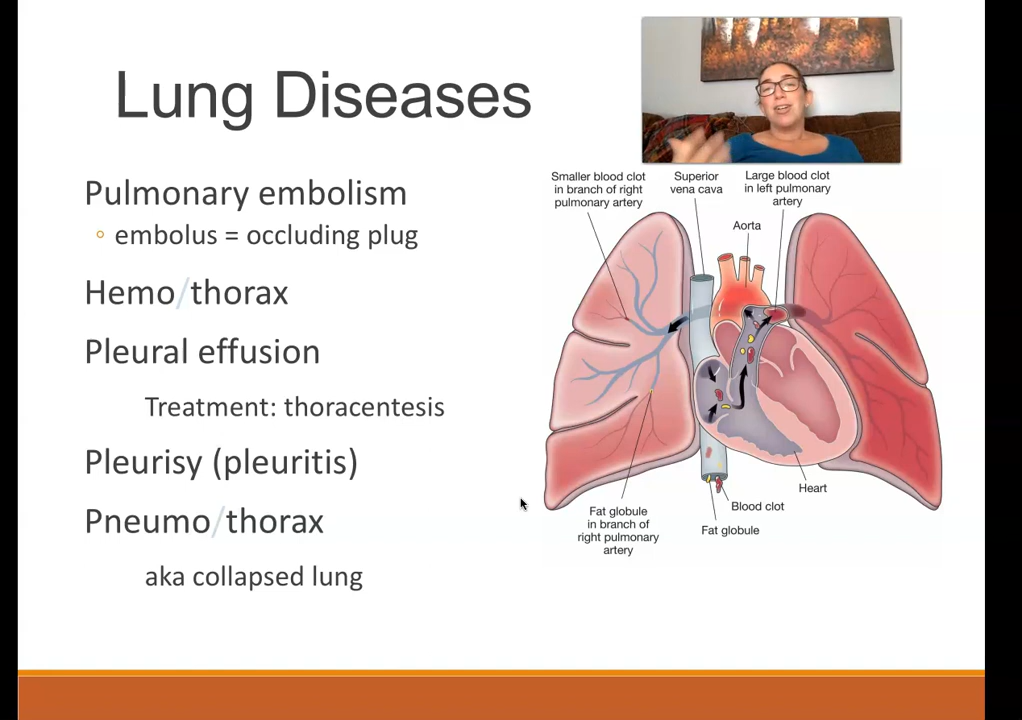 Lung Diseases
Pulmonary embolism
◦ embolus = occluding plug
Hemo/thorax
Pleural effusion
Treatment: thoracentesis
Pleurisy (pleuritis)
Pneumo/thorax
aka collapsed lung
Smaller blood clot
in branch of right
pulmonary artery
Superior
vena cava
Large blood clot
in left pulmonary
artery
Aorta
Heart
Blood clot
Fat globule
Fat globule
in branch of
right pulmonary
artery